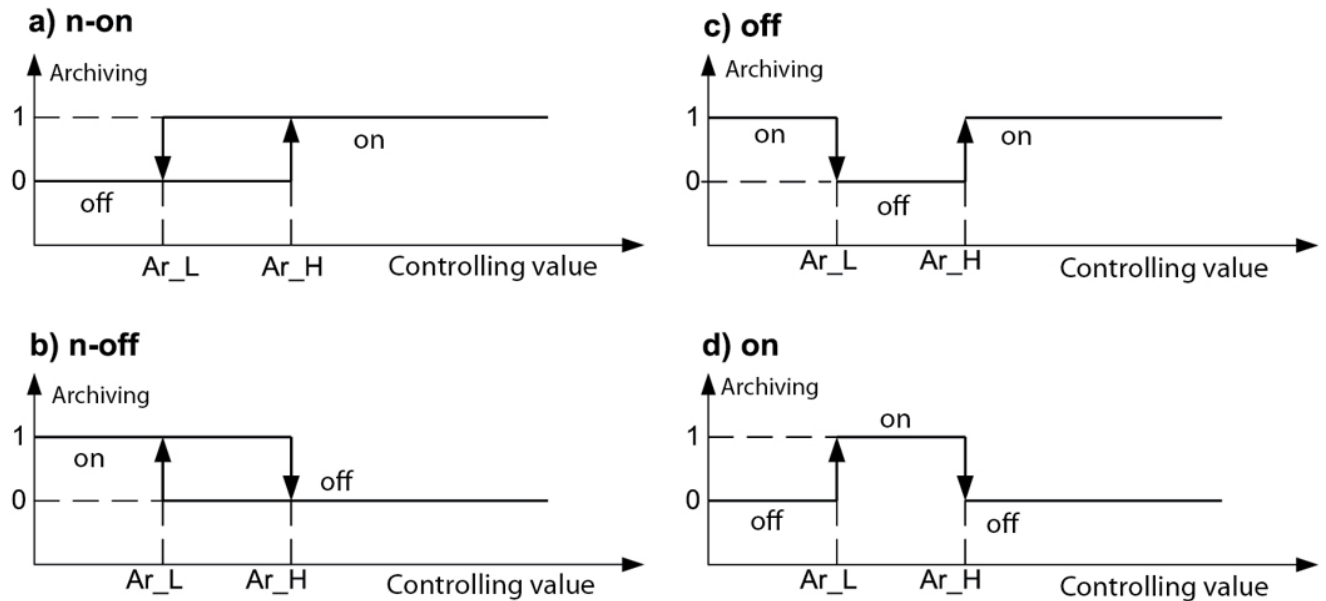 a) n-on
Archiving
1
on
0
off
Ar_L Ar_H Controlling value
c) off
Archiving
1
on on
0
off
Ar_L Ar_H Controlling value
b) n-off
Archiving
1
on
off
0
Ar_L Ar_H Controlling value
d) on
Archiving
on
1
0
off off
Ar_L Ar_H Controlling value